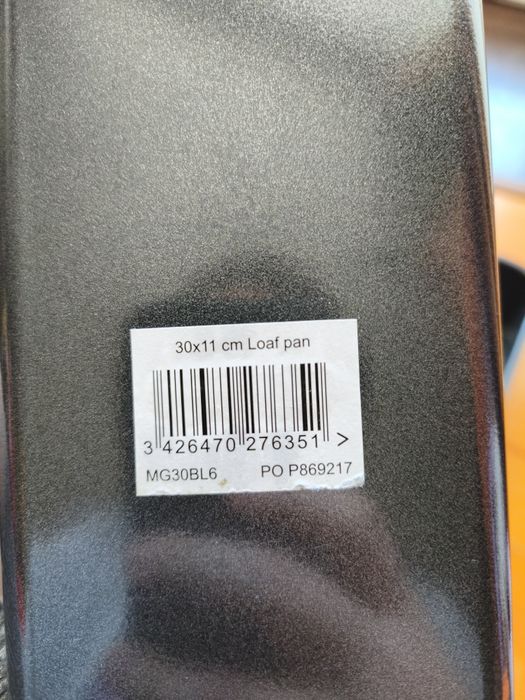 30x11 cm Loaf pan
3 426470 276351 >
MG30BL6 PO P869217